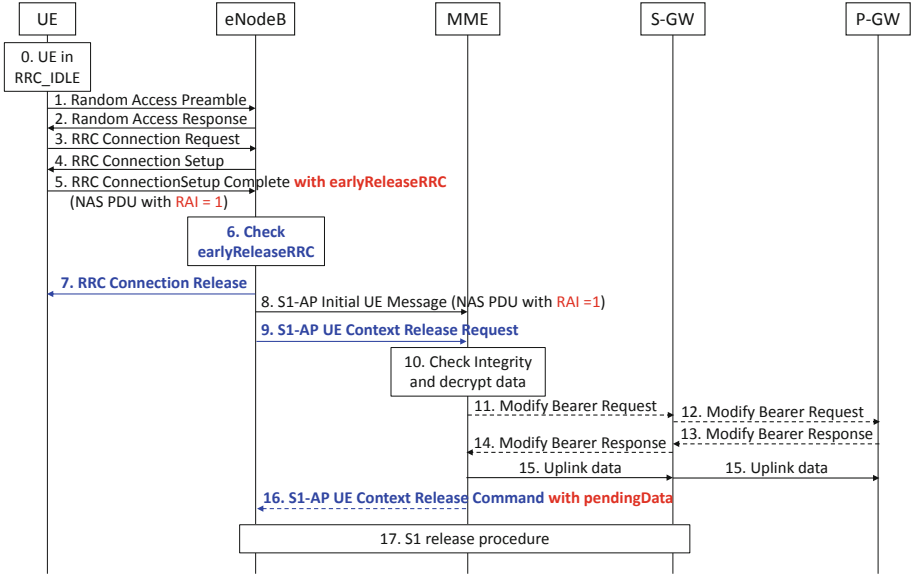 UE eNodeB MME S-GW P-GW
0. UE in
RRC_IDLE
1. Random Access Preamble
2. Random Access Response
3. RRC Connection Request
4. RRC Connection Setup
5. RRC ConnectionSetup Complete with earlyReleaseRRC
(NAS PDU with RAI = 1)
6. Check
earlyReleaseRRC
7. RRC Connection Release
8. S1-AP Initial UE Message (NAS PDU with RAI =1)
9. S1-AP UE Context Release Request
10. Check Integrity
and decrypt data
11. Modify Bearer Request
12. Modify Bearer Request
13. Modify Bearer Response
14. Modify Bearer Response
15. Uplink data 15. Uplink data
16. S1-AP UE Context Release Command with pendingData
17. S1 release procedure